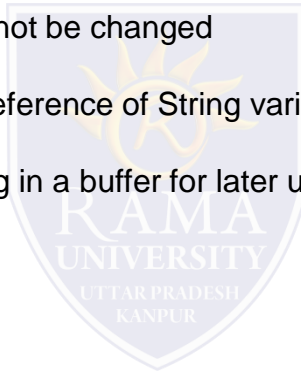 not be changed
eference of String vari
g in a buffer for later u
RAMA
UNIVERSITY
UTTAR PRADESH
KANPUR